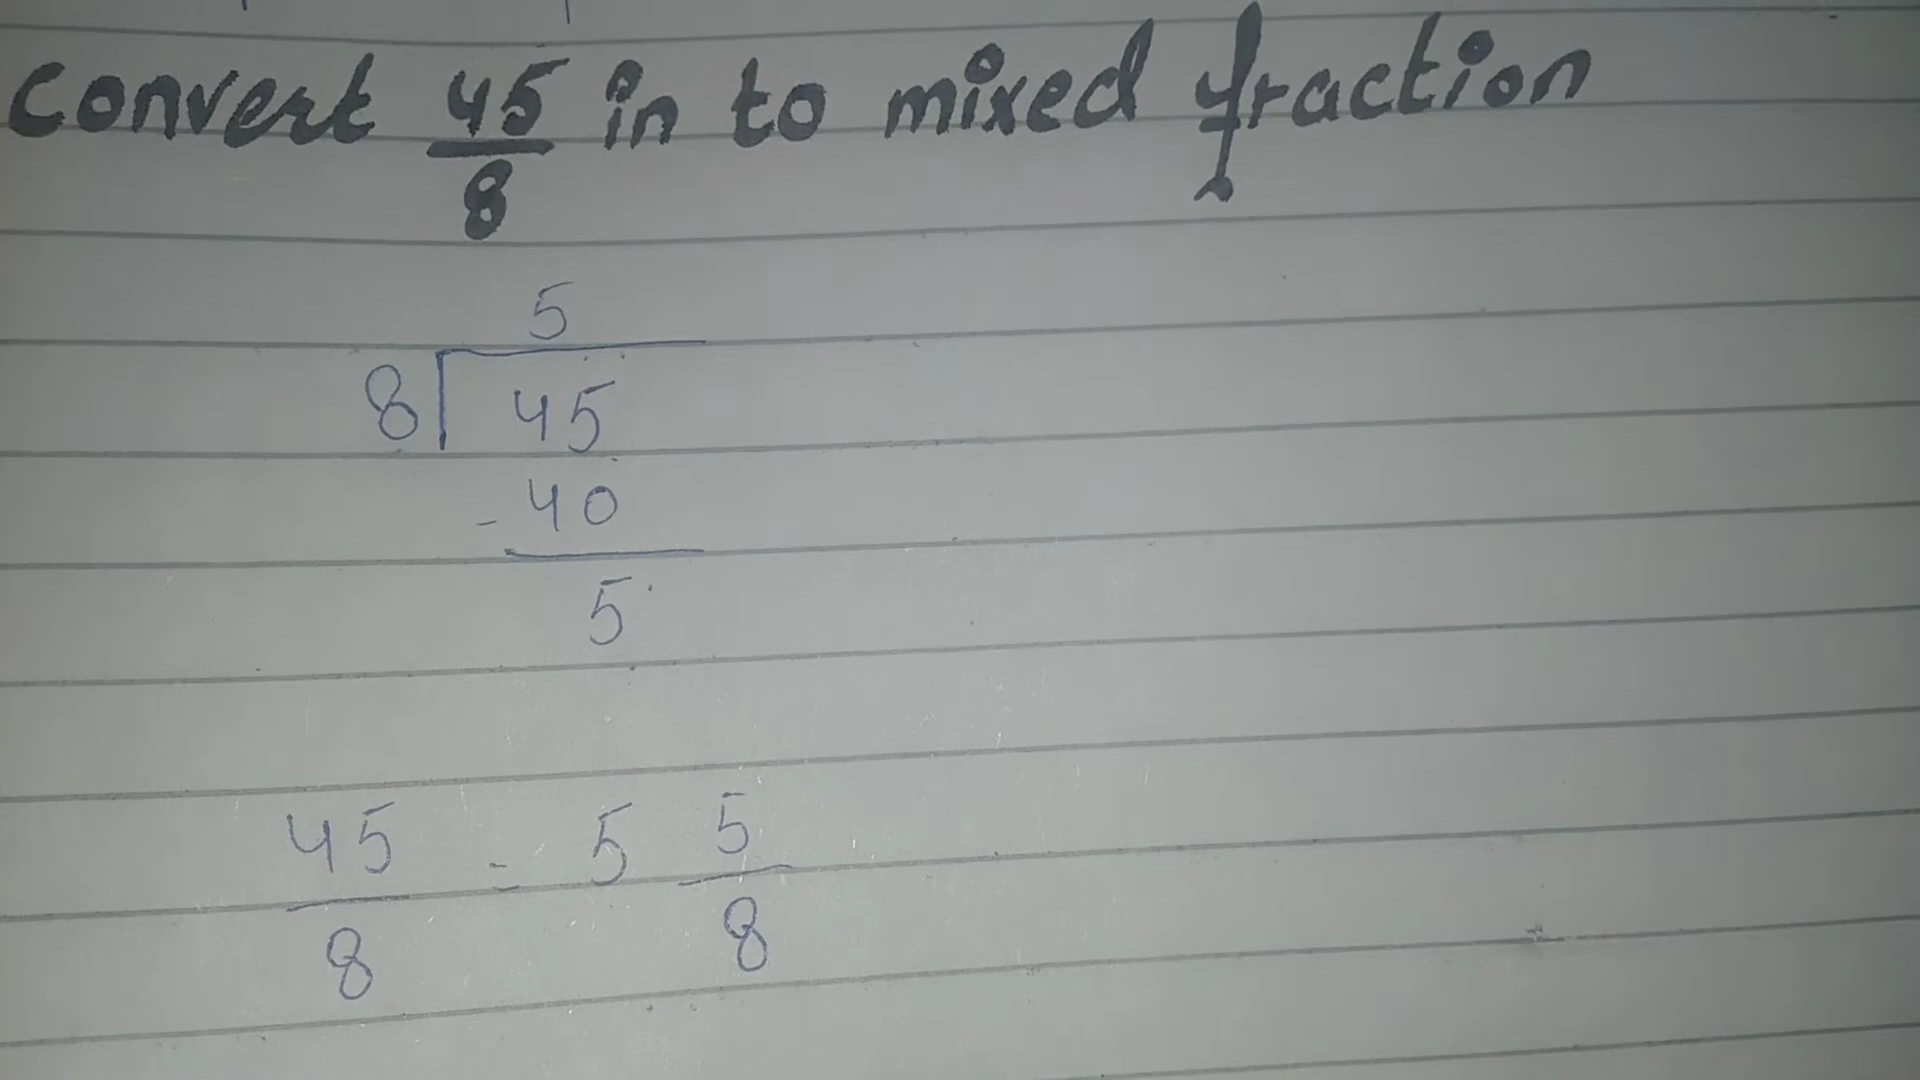 convert 45/8 in to mixed fraction
5
8 45
- 40
5
45/8 = 5 5/8